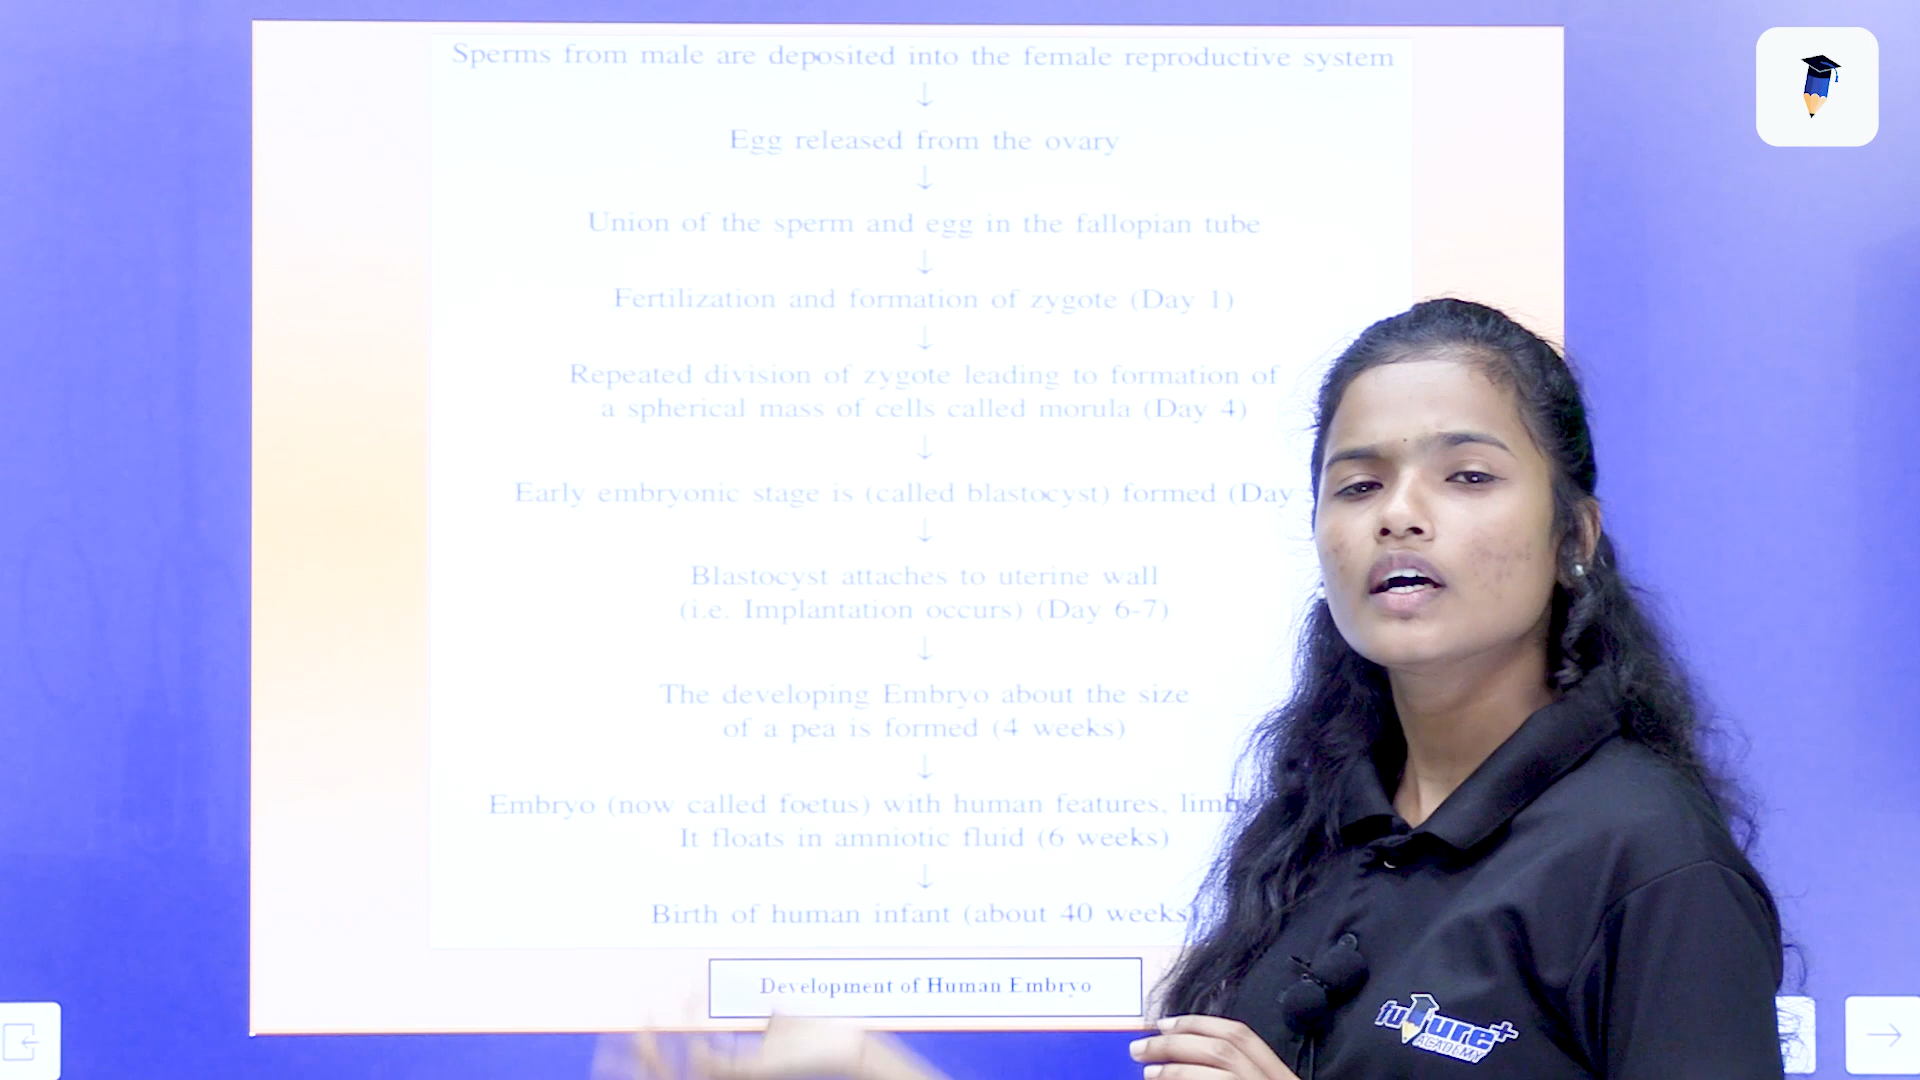 Sperms from male are deposited into the female reproductive system
↓
Egg released from the ovary
↓
Union of the sperm and egg in the fallopian tube
↓
Fertilization and formation of zygote (Day 1)
↓
Repeated division of zygote leading to formation of
a spherical mass of cells called morula (Day 4)
↓
Early embryonic stage is (called blastocyst) formed (Day
↓
Blastocyst attaches to uterine wall
(i.e. Implantation occurs) (Day 6-7)
↓
The developing Embryo about the size
of a pea is formed (4 weeks)
↓
Embryo (now called foetus) with human features,
It floats in amniotic fluid (6 weeks)
↓
Birth of human infant (about 40 weeks)
Development of Human Embryo
future+
ACADEMY